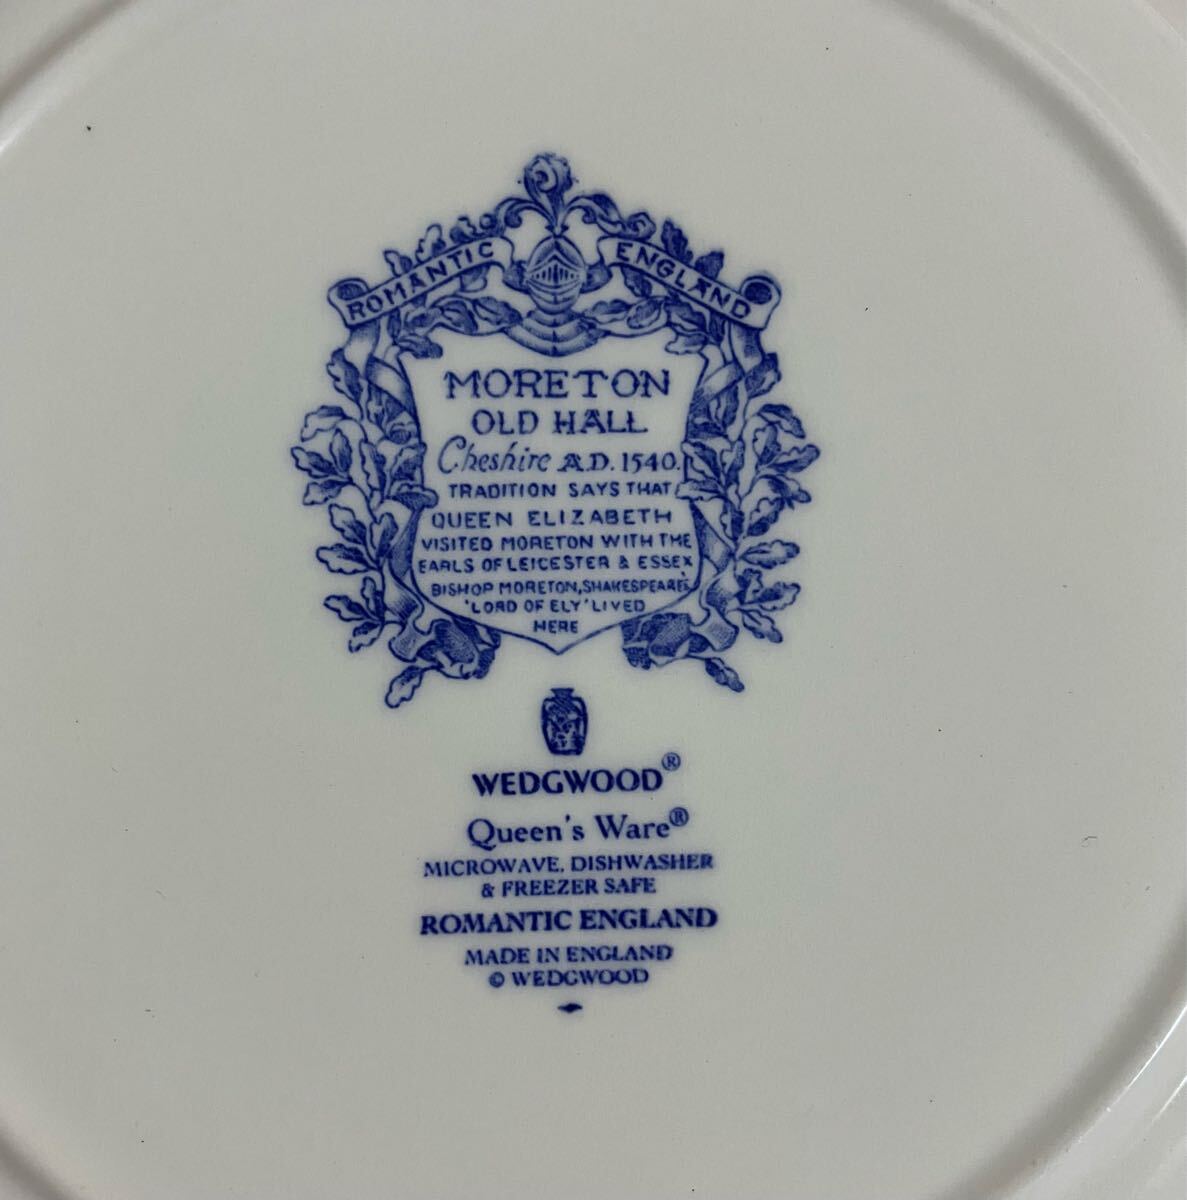 ROMANTIC ENGLAND
MORETON
OLD HALL
Cheshire A.D. 1540.
TRADITION SAYS THAT
QUEEN ELIZABETH
VISITED MORETON WITH THE
EARLS OF LEICESTER & ESSEX
BISHOP MORETON, SHAKESPEARE'S
'LORD OF ELY' LIVED
HERE
WEDGWOOD®
Queen's Ware®
MICROWAVE, DISHWASHER
& FREEZER SAFE
ROMANTIC ENGLAND
MADE IN ENGLAND
© WEDGWOOD